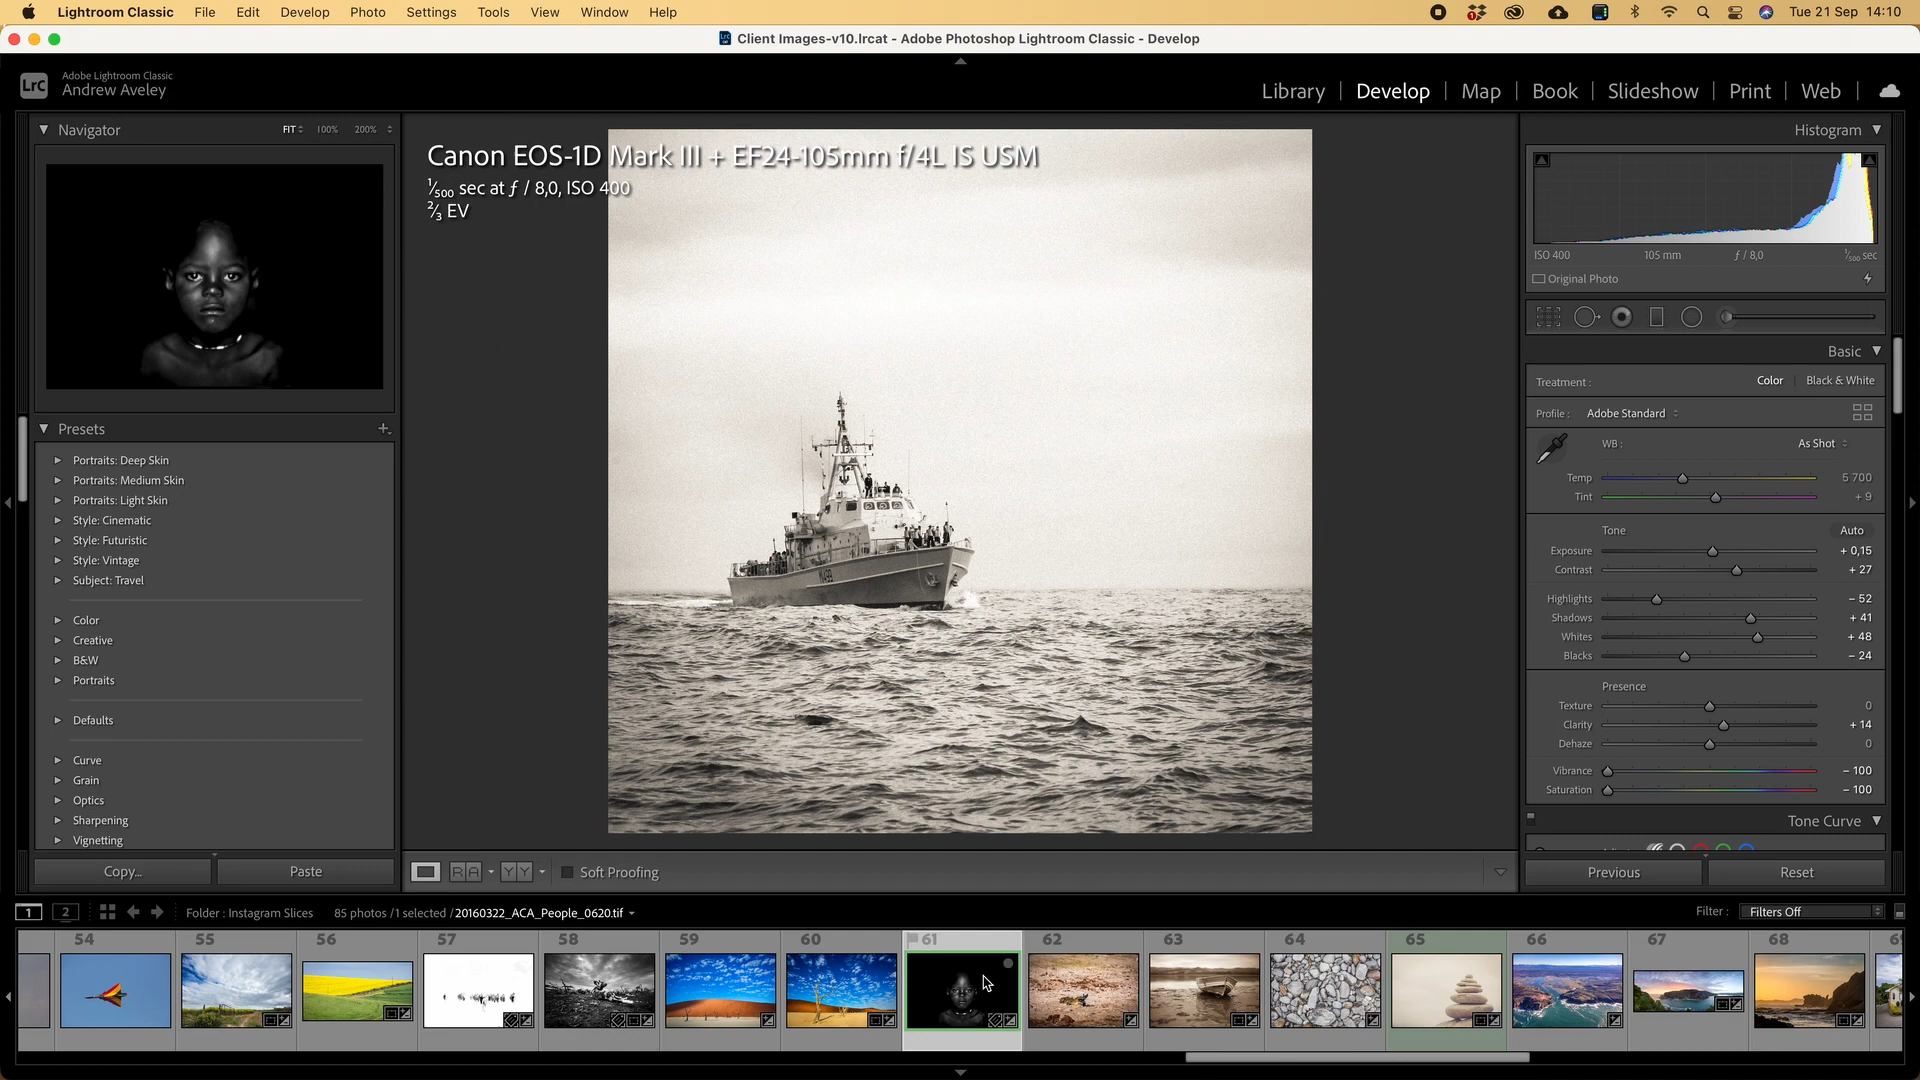 Lightroom Classic File Edit Develop Photo Settings Tools View Window Help
Tue 21 Sep 14:10
Client Images-v10.lrcat - Adobe Photoshop Lightroom Classic - Develop
LrC
Adobe Lightroom Classic
Andrew Aveley
Library | Develop | Map | Book | Slideshow | Print | Web |
Navigator FIT 100% 200%
Canon EOS-1D Mark III + EF24-105mm f/4L IS USM
1/500 sec at ƒ / 8,0, ISO 400
2/3 EV
Presets +
Portraits: Deep Skin
Portraits: Medium Skin
Portraits: Light Skin
Style: Cinematic
Style: Futuristic
Style: Vintage
Subject: Travel
Color
Creative
B&W
Portraits
Defaults
Curve
Grain
Optics
Sharpening
Vignetting
Copy... Paste
Soft Proofing
Histogram
ISO 400 105 mm ƒ / 8,0 1/500 sec
Original Photo
Basic
Treatment : Color Black & White
Profile : Adobe Standard
WB : As Shot
Temp 5 700
Tint + 9
Tone Auto
Exposure + 0,15
Contrast + 27
Highlights – 52
Shadows + 41
Whites + 48
Blacks – 24
Presence
Texture 0
Clarity + 14
Dehaze 0
Vibrance – 100
Saturation – 100
Tone Curve
Previous Reset
1 2 Folder : Instagram Slices 85 photos /1 selected /20160322_ACA_People_0620.tif
Filter : Filters Off
54 55 56 57 58 59 60 61 62 63 64 65 66 67 68